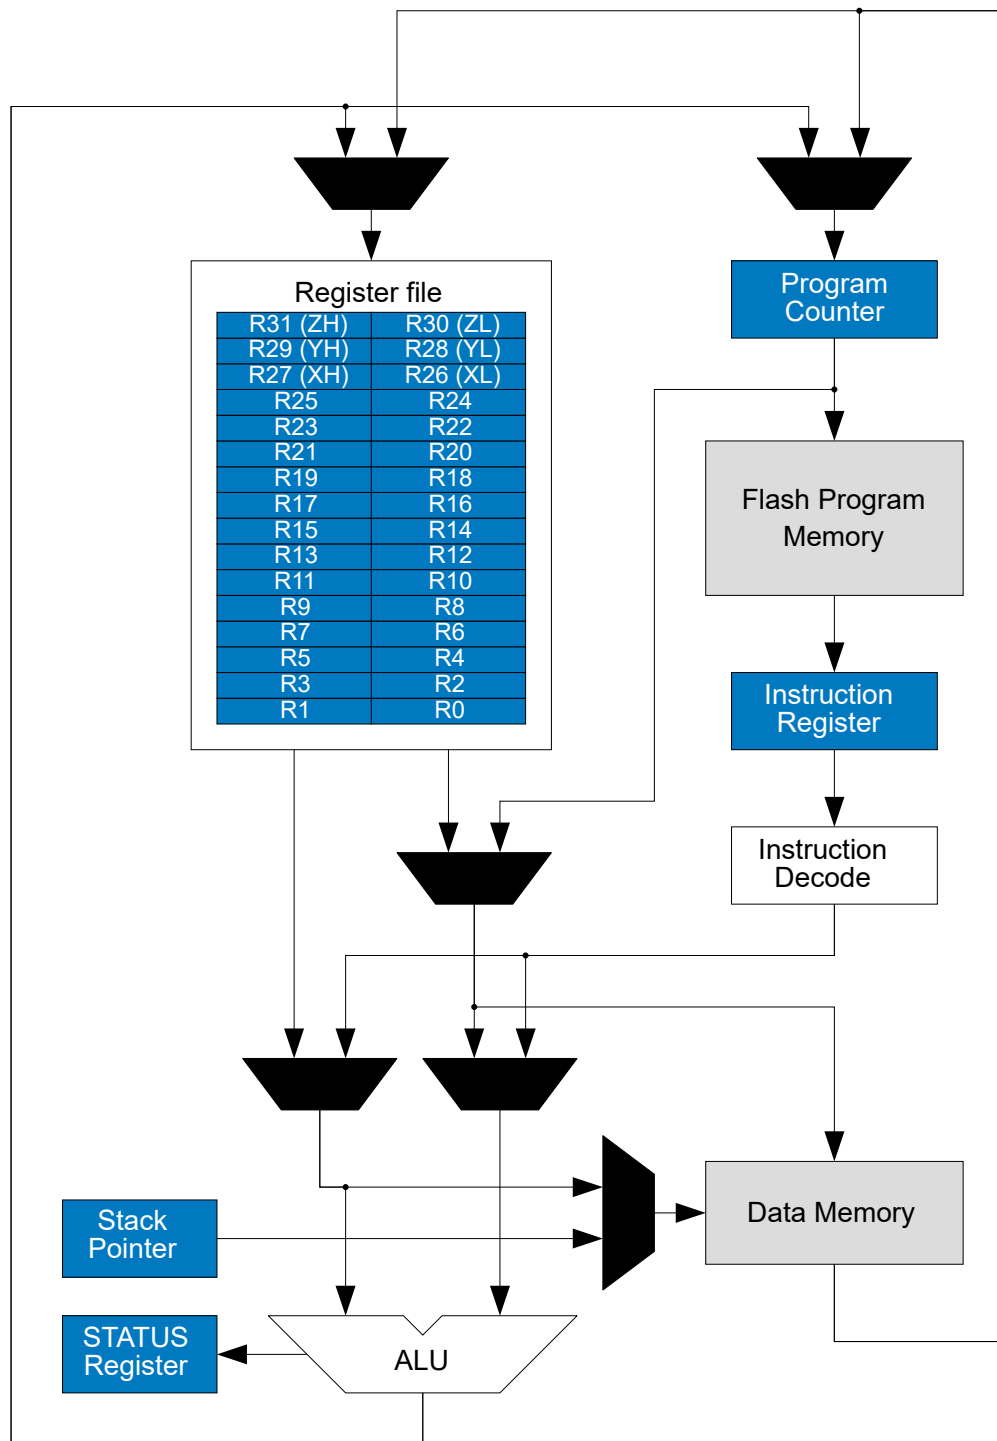 Program
Counter
Register file
R31 (ZH) R30 (ZL)
R29 (YH) R28 (YL)
R27 (XH) R26 (XL)
R25 R24
R23 R22
R21 R20
R19 R18
R17 R16
R15 R14
R13 R12
R11 R10
R9 R8
R7 R6
R5 R4
R3 R2
R1 R0
Flash Program
Memory
Instruction
Register
Instruction
Decode
Stack
Pointer
Data Memory
STATUS
Register
ALU